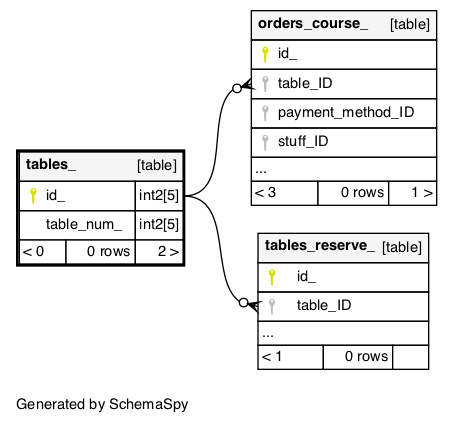 orders_course_ [table]
id_
table_ID
payment_method_ID
stuff_ID
...
< 3 0 rows 1 >
tables_ [table]
id_ int2[5]
table_num_ int2[5]
< 0 0 rows 2 >
tables_reserve_ [table]
id_
table_ID
...
< 1 0 rows
Generated by SchemaSpy